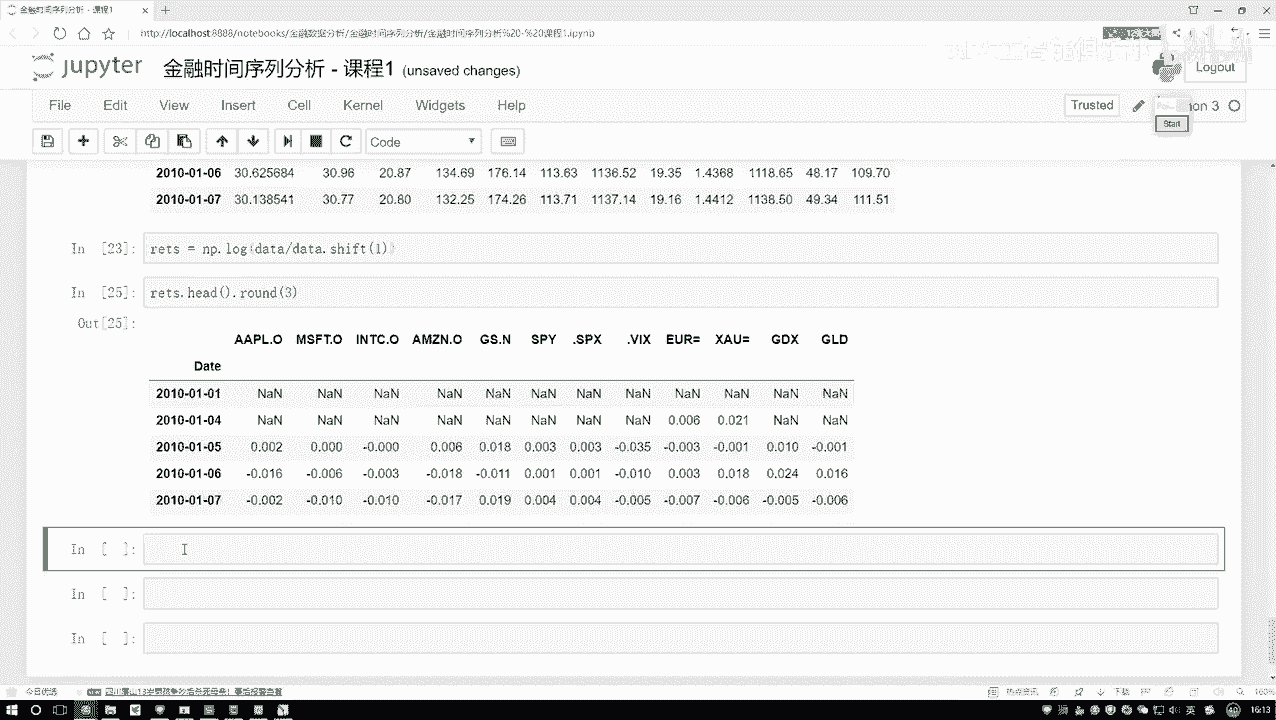 金融时间序列分析 - 课程1
http://localhost:8888/notebooks/金融数据分析/金融时间序列分析/金融时间序列分析%20-%20课程1.ipynb
jupyter 金融时间序列分析 - 课程1 (unsaved changes)
Logout
File Edit View Insert Cell Kernel Widgets Help
Trusted
Start
Code
2010-01-06 30.625684 30.96 20.87 134.69 176.14 113.63 1136.52 19.35 1.4368 1118.65 48.17 109.70
2010-01-07 30.138541 30.77 20.80 132.25 174.26 113.71 1137.14 19.16 1.4412 1138.50 49.34 111.51
In [23]: rets = np.log(data/data.shift(1))
In [25]: rets.head().round(3)
Out[25]:
AAPL.O MSFT.O INTC.O AMZN.O GS.N SPY .SPX .VIX EUR= XAU= GDX GLD
Date
2010-01-01 NaN NaN NaN NaN NaN NaN NaN NaN NaN NaN NaN NaN
2010-01-04 NaN NaN NaN NaN NaN NaN NaN NaN 0.006 0.021 NaN NaN
2010-01-05 0.002 0.000 -0.000 0.006 0.018 0.003 0.003 -0.035 -0.003 -0.001 0.010 -0.001
2010-01-06 -0.016 -0.006 -0.003 -0.018 -0.011 0.001 0.001 -0.010 0.003 0.018 0.024 0.016
2010-01-07 -0.002 -0.010 -0.010 -0.017 0.019 0.004 0.004 -0.005 -0.007 -0.006 -0.005 -0.006
In [ ]:
In [ ]:
In [ ]:
今日优选
160%
英
16:13